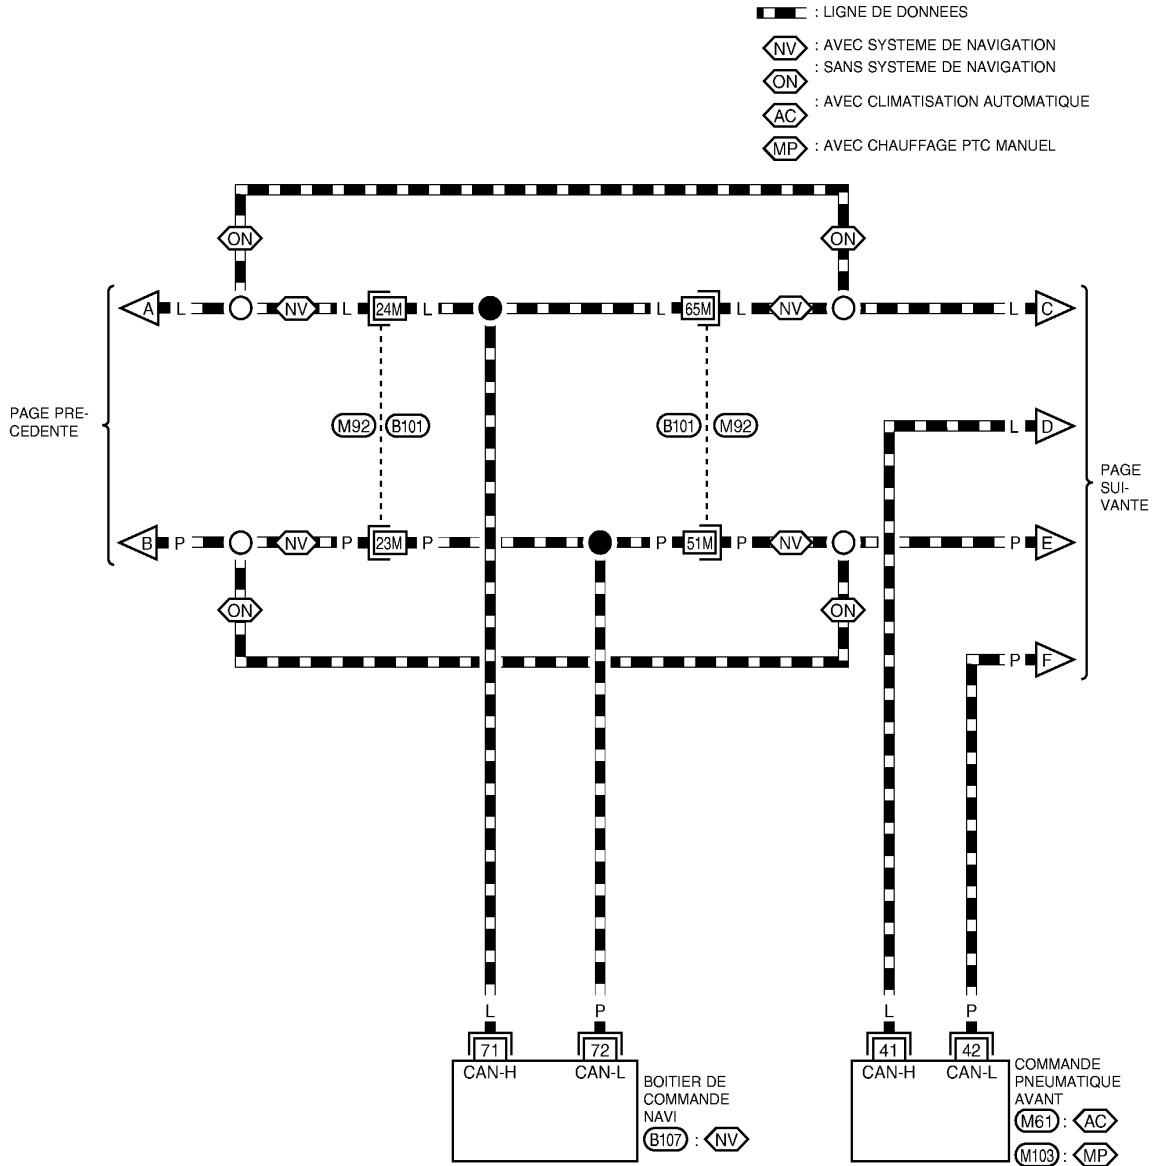 : LIGNE DE DONNEES
NV : AVEC SYSTEME DE NAVIGATION
ON : SANS SYSTEME DE NAVIGATION
AC : AVEC CLIMATISATION AUTOMATIQUE
MP : AVEC CHAUFFAGE PTC MANUEL
ON ON
A L NV L 24M L L 65M L NV L C
PAGE PRE-
CEDENTE
M92 B101 B101 M92
L D
PAGE
SUI-
VANTE
B P NV P 23M P P 51M P NV P E
ON ON
P F
L P L P
71 72 41 42
CAN-H CAN-L CAN-H CAN-L
BOITIER DE
COMMANDE
NAVI
B107 : NV
COMMANDE
PNEUMATIQUE
AVANT
M61 : AC
M103 : MP